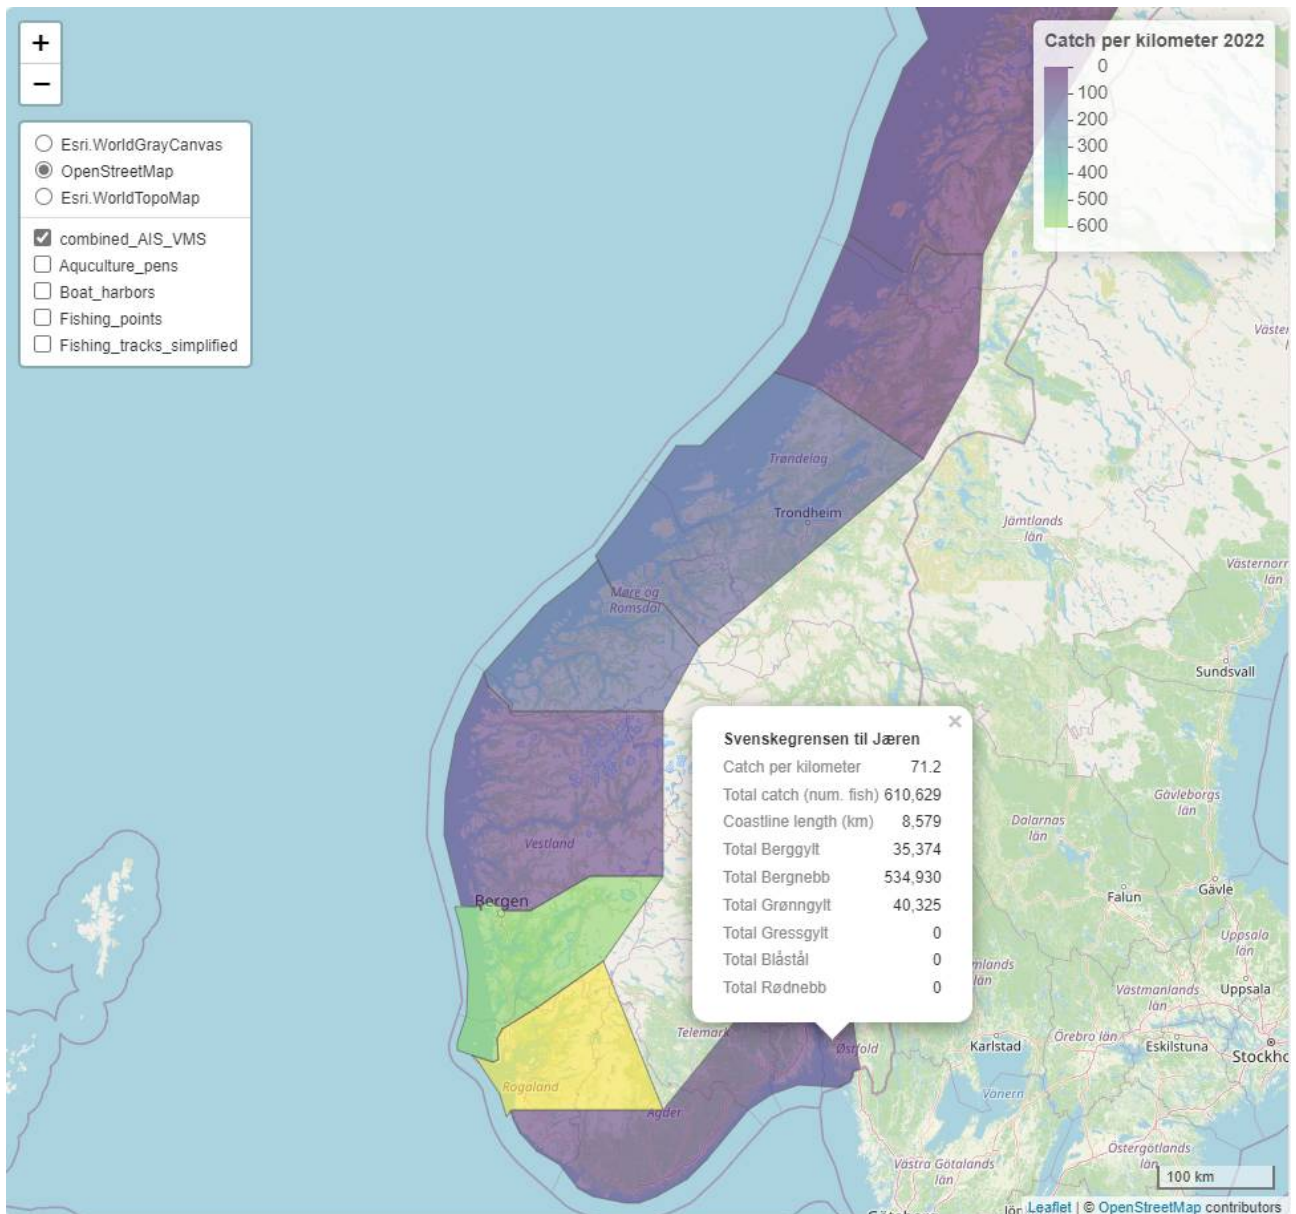 +
−
Esri.WorldGrayCanvas
OpenStreetMap
Esri.WorldTopoMap
combined_AIS_VMS
Aquculture_pens
Boat_harbors
Fishing_points
Fishing_tracks_simplified
Catch per kilometer 2022
0
100
200
300
400
500
600
Trøndelag
Trondheim
Jämtlands
län
Møre og
Romsdal
Sundsvall
Svenskegrensen til Jæren
×
Catch per kilometer 71.2
Total catch (num. fish) 610,629
Coastline length (km) 8,579
Total Berggylt 35,374
Total Bergnebb 534,930
Total Grønngylt 40,325
Total Gressgylt 0
Total Blåstål 0
Total Rødnebb 0
Gävleborgs
län
Dalarnas
län
Vestland
Bergen
Falun
Gävle
Uppsala
län
Västmanlands
län
Uppsala
Telemark
Østfold
Karlstad
Örebro län
Eskilstuna
Rogaland
Agder
Vänern
Östergötlands
län
Västra Götalands
län
100 km
Leaflet | © OpenStreetMap contributors